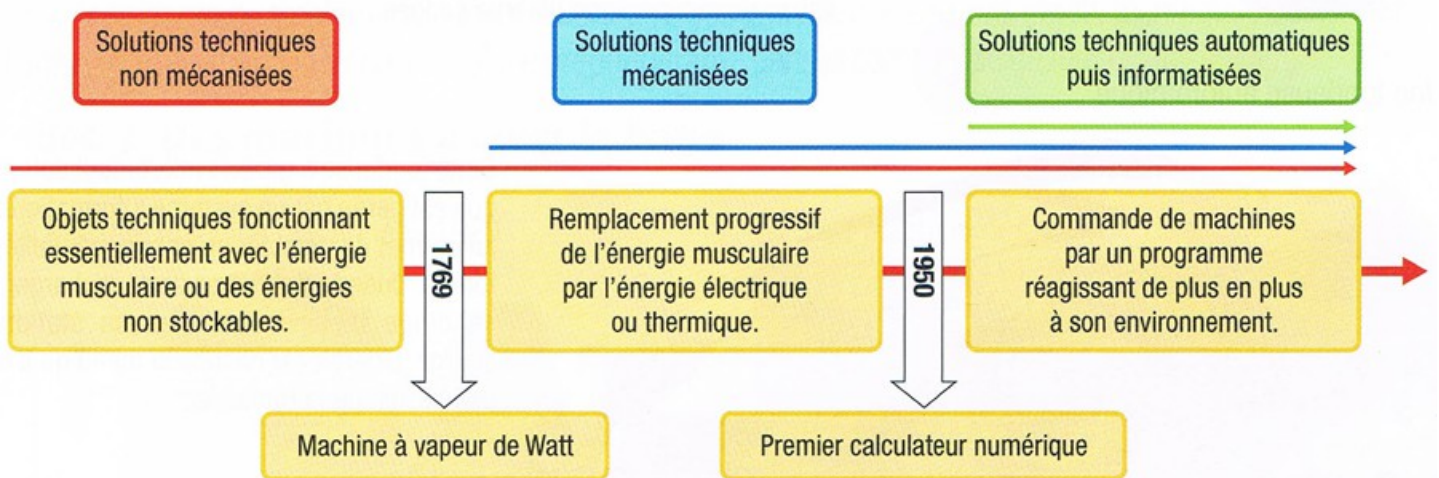 Solutions techniques
non mécanisées
Solutions techniques
mécanisées
Solutions techniques automatiques
puis informatisées
Objets techniques fonctionnant
essentiellement avec l'énergie
musculaire ou des énergies
non stockables.
1769
Remplacement progressif
de l'énergie musculaire
par l'énergie électrique
ou thermique.
1950
Commande de machines
par un programme
réagissant de plus en plus
à son environnement.
Machine à vapeur de Watt
Premier calculateur numérique